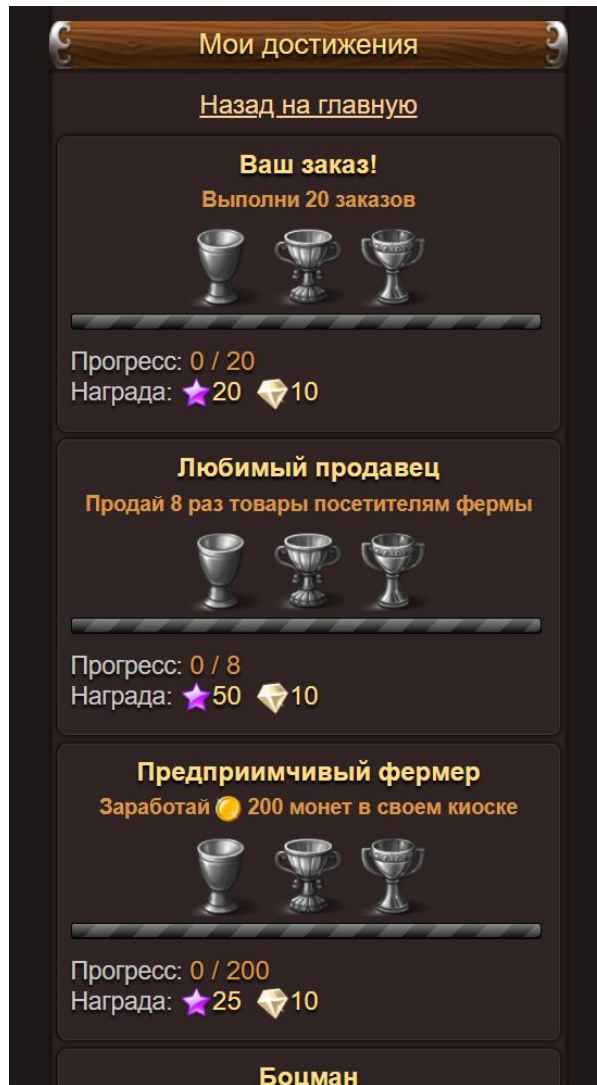 Мои достижения
Назад на главную
Ваш заказ!
Выполни 20 заказов
Прогресс: 0 / 20
Награда: 20 10
Любимый продавец
Продай 8 раз товары посетителям фермы
Прогресс: 0 / 8
Награда: 50 10
Предприимчивый фермер
Заработай 200 монет в своем киоске
Прогресс: 0 / 200
Награда: 25 10
Боцман